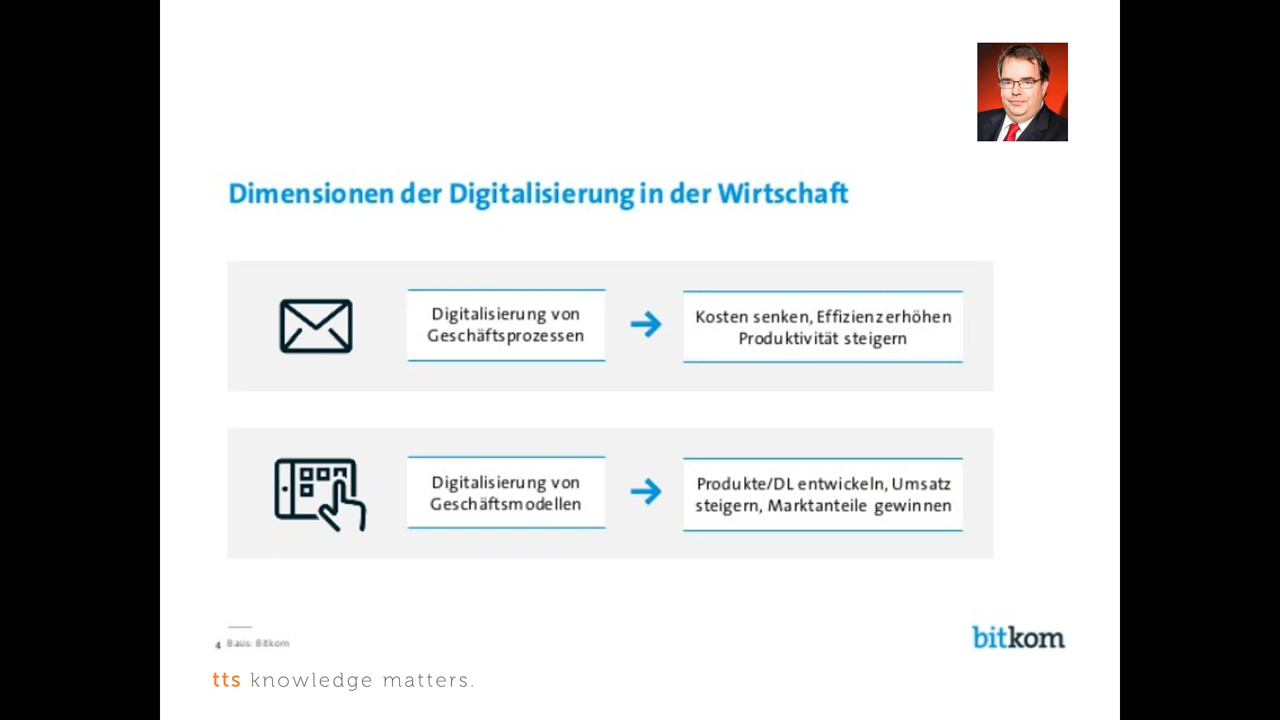 Dimensionen der Digitalisierung in der Wirtschaft
Digitalisierung von
Geschäftsprozessen
Kosten senken, Effizienz erhöhen
Produktivität steigern
Digitalisierung von
Geschäftsmodellen
Produkte/DL entwickeln, Umsatz
steigern, Marktanteile gewinnen
4 Basis: Bitkom
bitkom
tts knowledge matters.